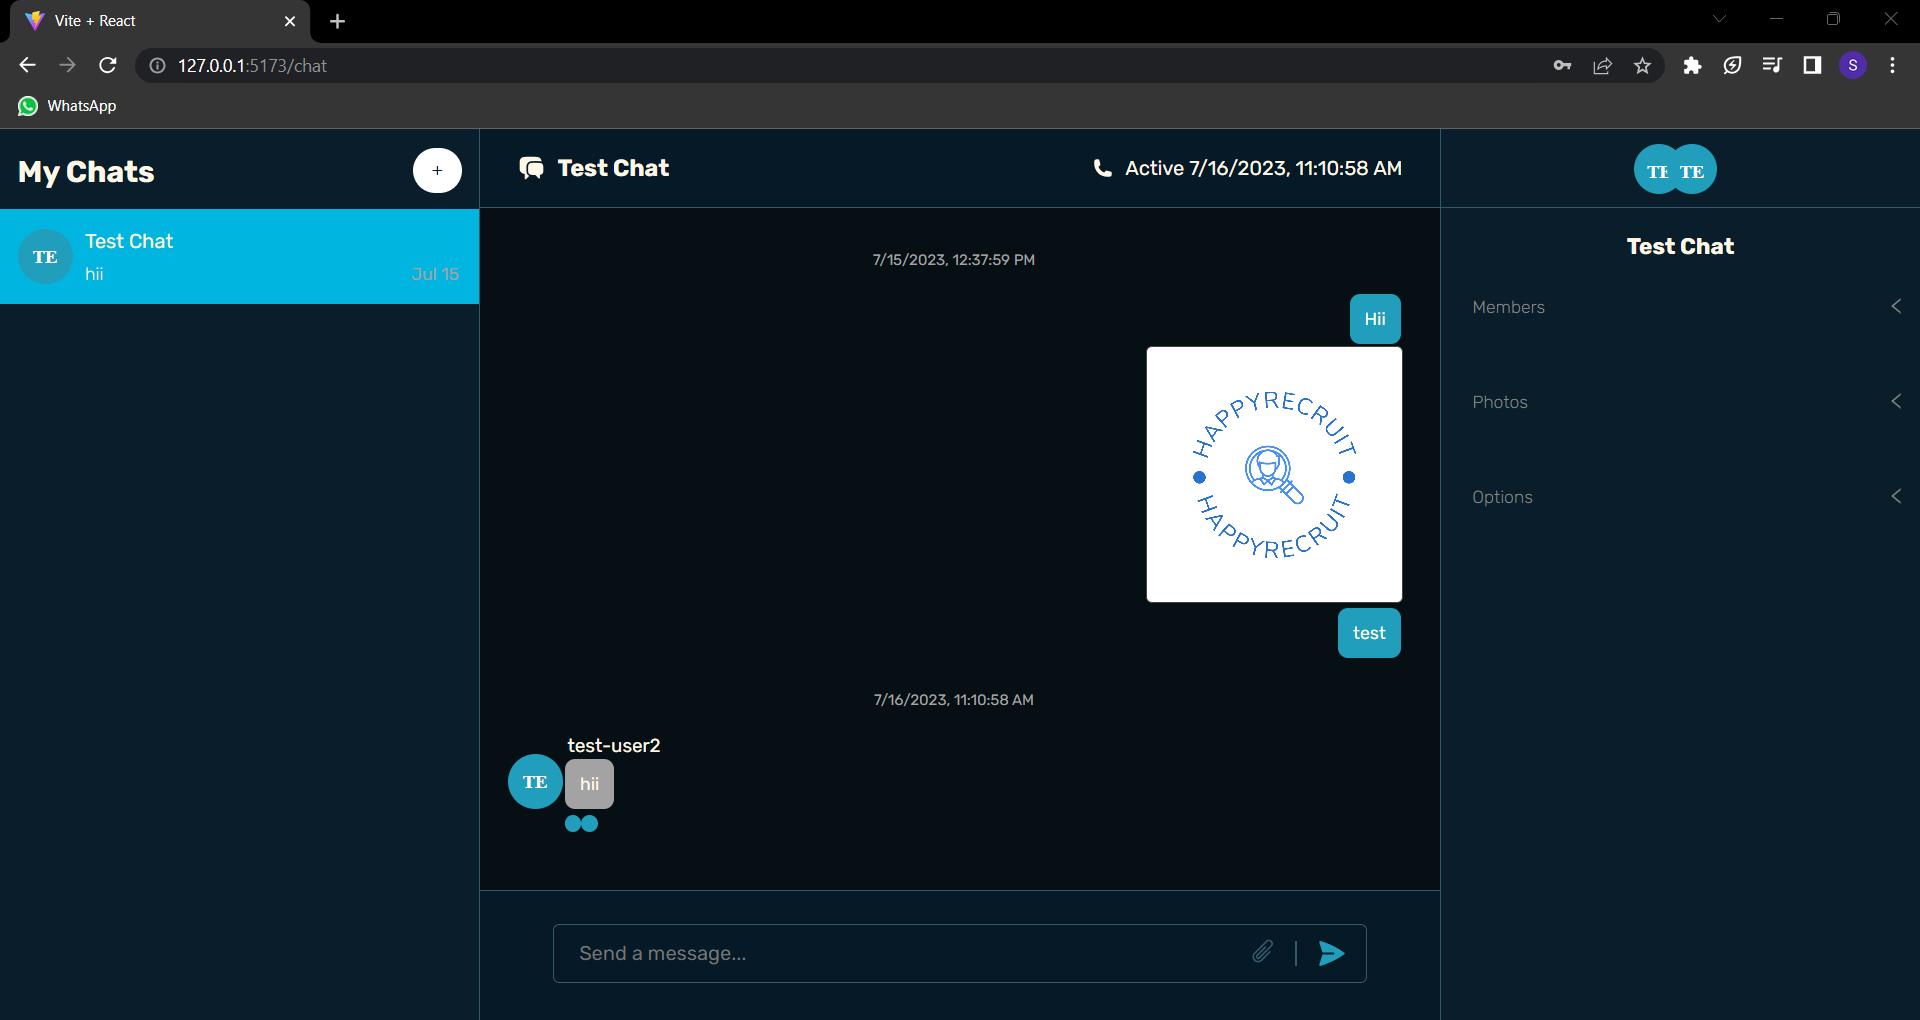 Vite + React
127.0.0.1:5173/chat
S
WhatsApp
My Chats
+
TE
Test Chat
hii
Jul 15
Test Chat
Active 7/16/2023, 11:10:58 AM
7/15/2023, 12:37:59 PM
Hii
HAPPYRECRUIT
HAPPYRECRUIT
test
7/16/2023, 11:10:58 AM
test-user2
TE
hii
Send a message...
TE TE
Test Chat
Members
Photos
Options